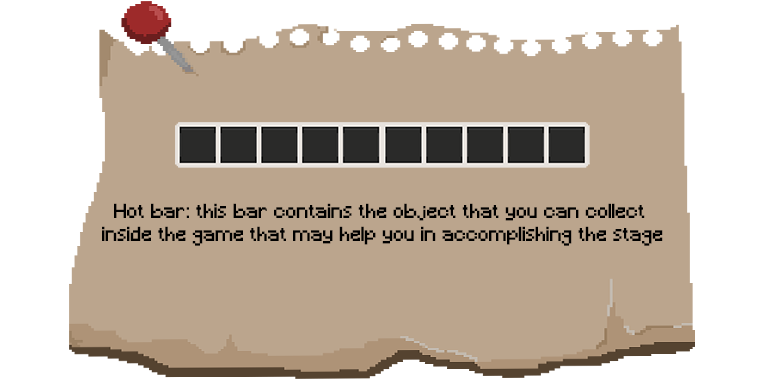 Hot bar: this bar contains the object that you can collect
inside the game that may help you in accomplishing the stage